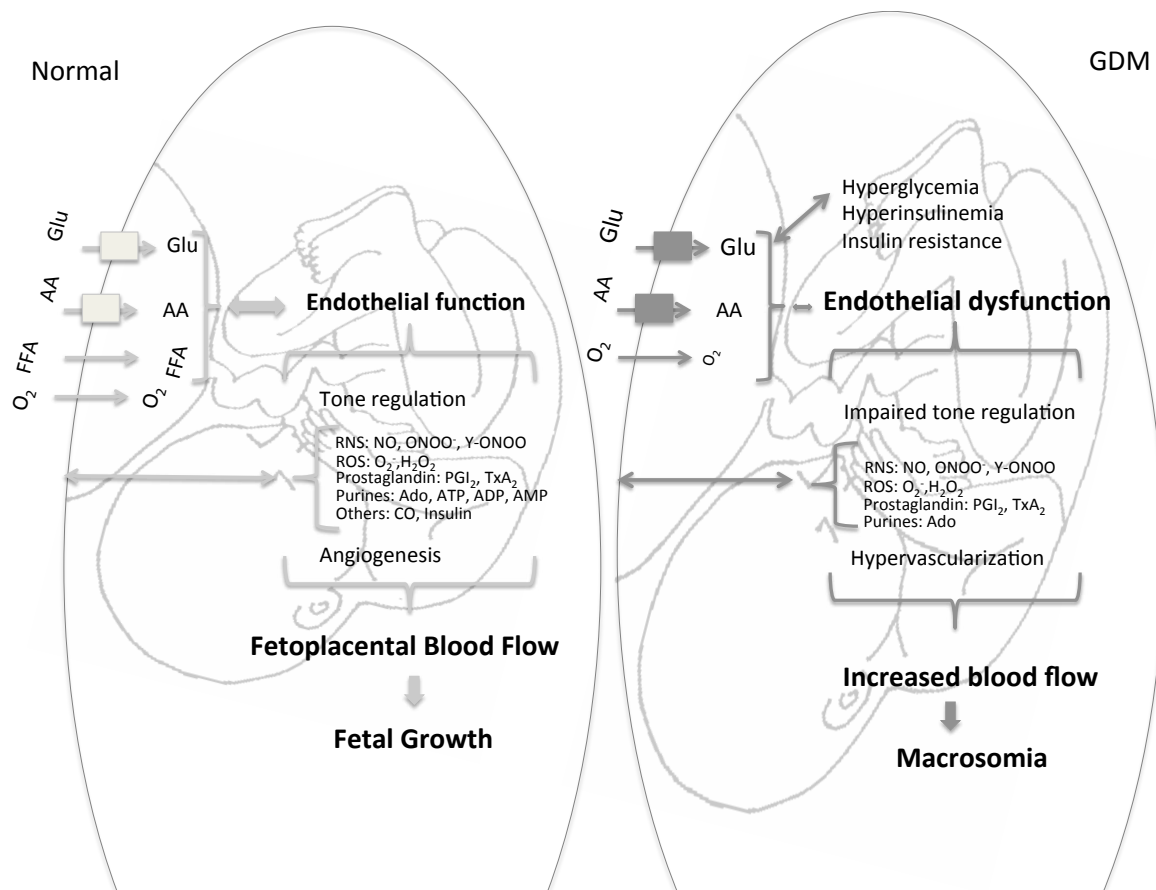 Normal
Glu
Glu
AA
AA
FFA
FFA
O₂
O₂
Endothelial function
Tone regulation
RNS: NO, ONOO⁻, Y-ONOO
ROS: O₂⁻,H₂O₂
Prostaglandin: PGI₂, TxA₂
Purines: Ado, ATP, ADP, AMP
Others: CO, Insulin
Angiogenesis
Fetoplacental Blood Flow
Fetal Growth
GDM
Glu
Glu
AA
AA
O₂
O₂
Hyperglycemia
Hyperinsulinemia
Insulin resistance
Endothelial dysfunction
Impaired tone regulation
RNS: NO, ONOO⁻, Y-ONOO
ROS: O₂⁻,H₂O₂
Prostaglandin: PGI₂, TxA₂
Purines: Ado
Hypervascularization
Increased blood flow
Macrosomia